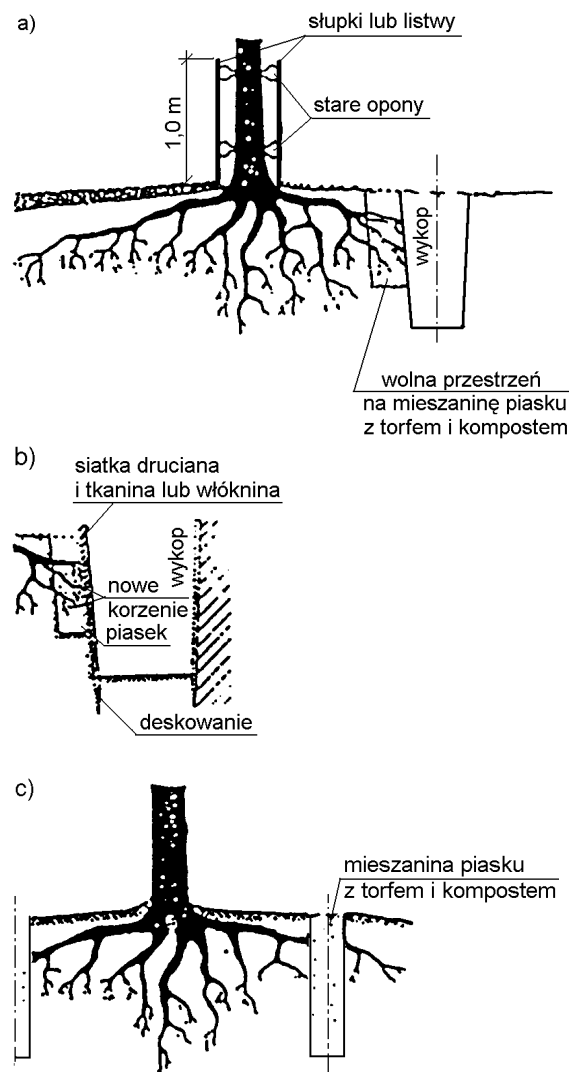 a)
słupki lub listwy
stare opony
1,0 m
wykop
wolna przestrzeń
na mieszaninę piasku
z torfem i kompostem
b)
siatka druciana
i tkanina lub włóknina
wykop
nowe
korzenie
piasek
deskowanie
c)
mieszanina piasku
z torfem i kompostem